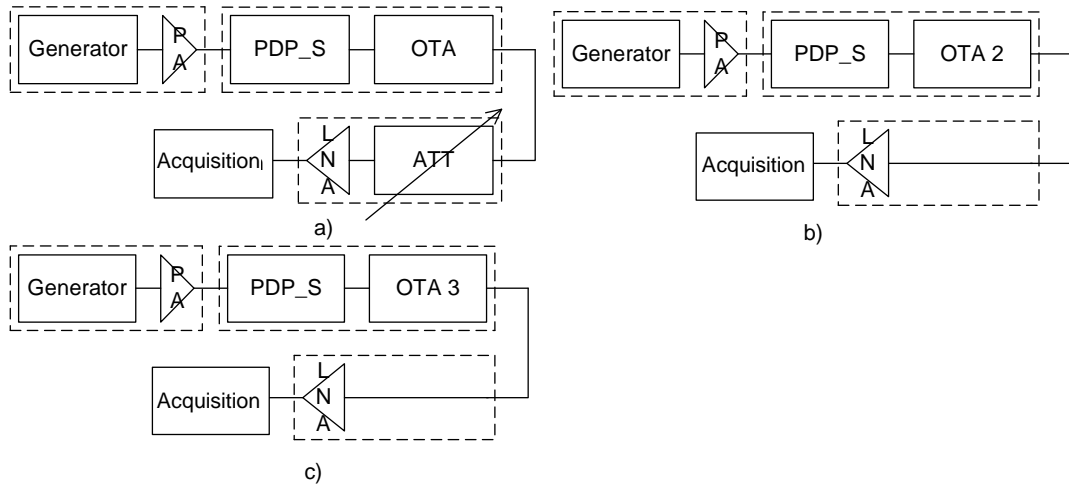 Generator
P
A
PDP_S
OTA
Acquisition
L
N
A
ATT
a)
Generator
P
A
PDP_S
OTA 2
Acquisition
L
N
A
b)
Generator
P
A
PDP_S
OTA 3
Acquisition
L
N
A
c)